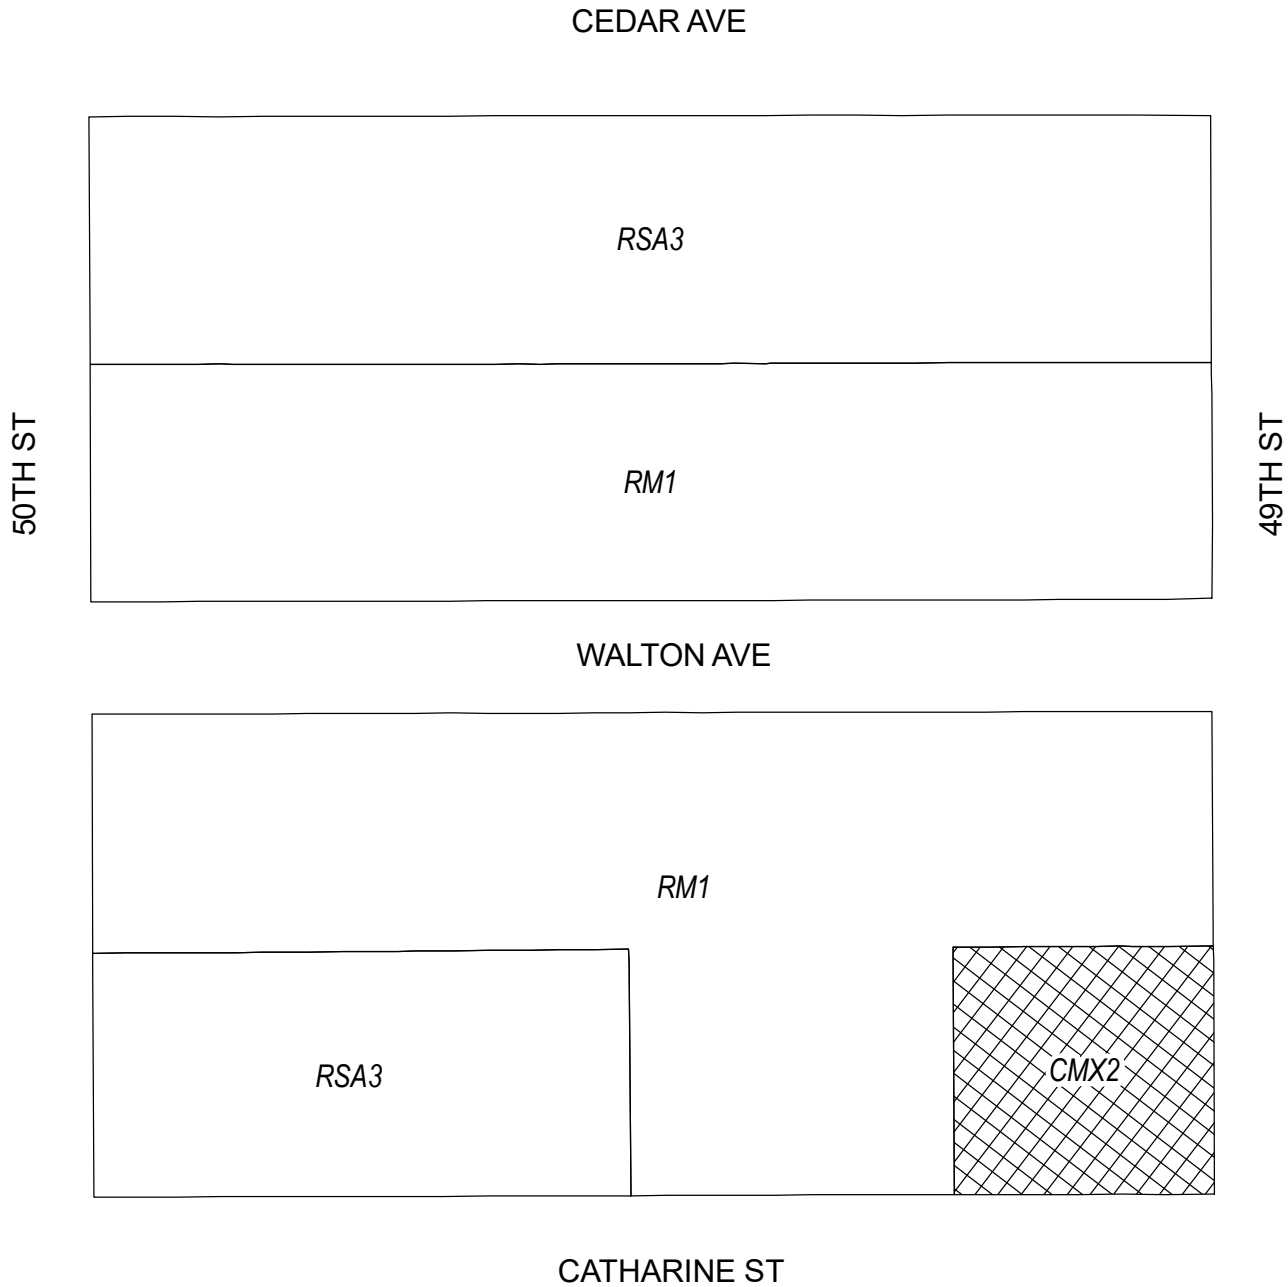 CEDAR AVE
RSA3
50TH ST
RM1
49TH ST
WALTON AVE
RM1
RSA3
CMX2
CATHARINE ST